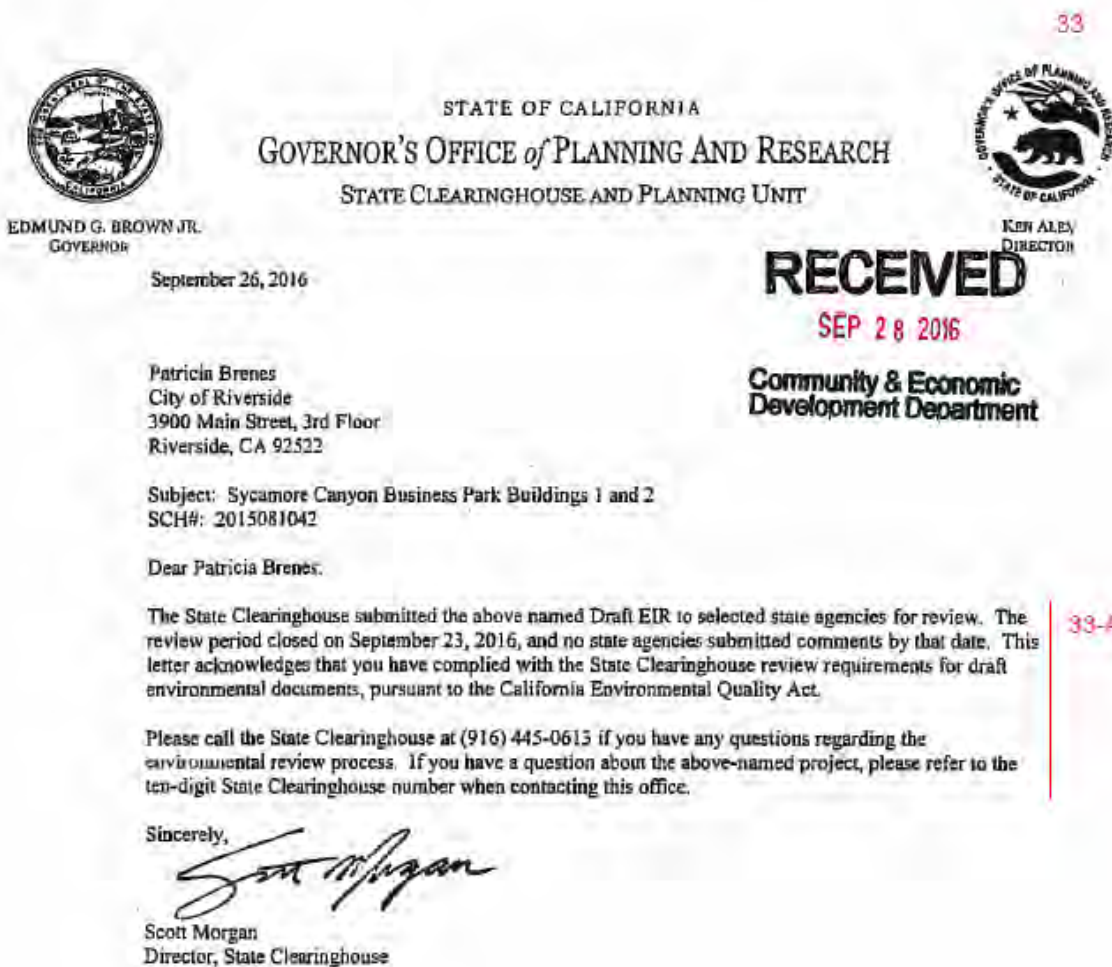 33
STATE OF CALIFORNIA
GOVERNOR'S OFFICE of PLANNING AND RESEARCH
STATE CLEARINGHOUSE AND PLANNING UNIT
EDMUND G. BROWN JR.
GOVERNOR
KEN ALEX
DIRECTOR
September 26, 2016
RECEIVED
SEP 28 2016
Community & Economic
Development Department
Patricia Brenes
City of Riverside
3900 Main Street, 3rd Floor
Riverside, CA 92522
Subject: Sycamore Canyon Business Park Buildings 1 and 2
SCH#: 2015081042
Dear Patricia Brenes:
The State Clearinghouse submitted the above named Draft EIR to selected state agencies for review. The
review period closed on September 23, 2016, and no state agencies submitted comments by that date. This
letter acknowledges that you have complied with the State Clearinghouse review requirements for draft
environmental documents, pursuant to the California Environmental Quality Act.
33-A
Please call the State Clearinghouse at (916) 445-0613 if you have any questions regarding the
environmental review process. If you have a question about the above-named project, please refer to the
ten-digit State Clearinghouse number when contacting this office.
Sincerely,
Scott Morgan
Scott Morgan
Director, State Clearinghouse